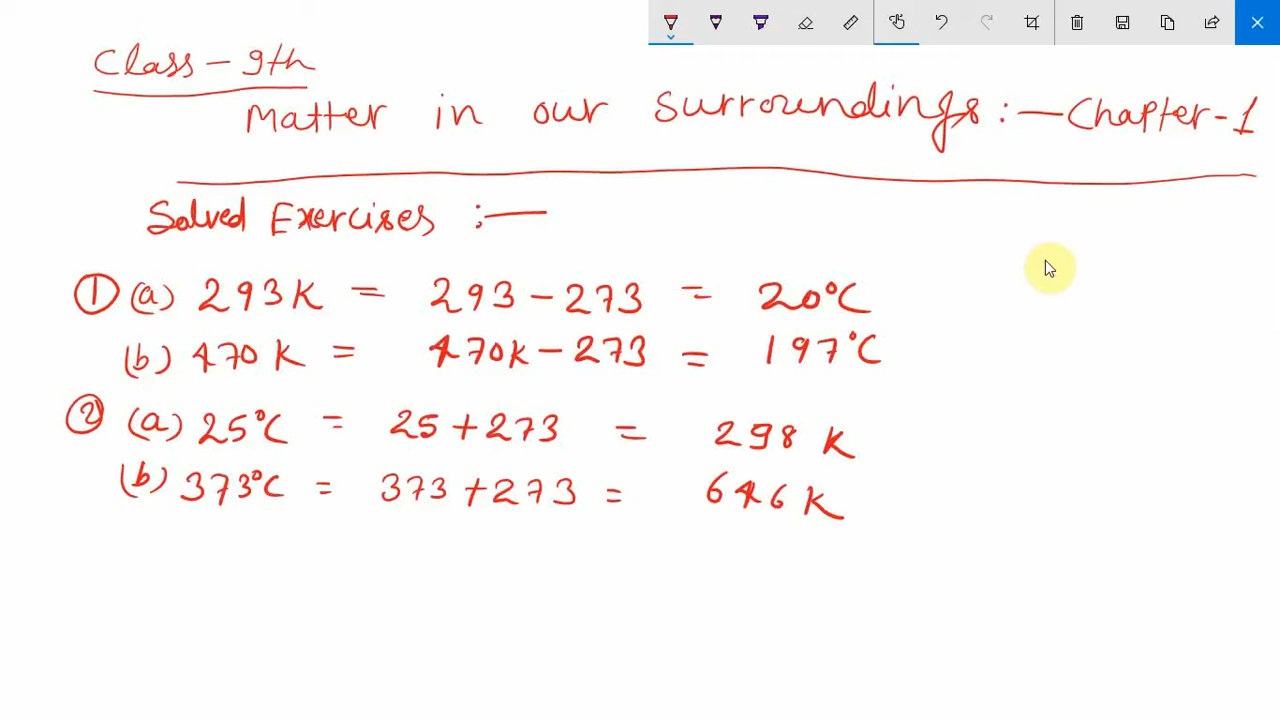 Class - 9th
Matter in our surroundings :— Chapter-1
Solved Exercises :—
① (a) 293K = 293 - 273 = 20°C
(b) 470 K = 470k - 273 = 197°C
② (a) 25°C = 25 + 273 = 298 K
(b) 373°C = 373 + 273 = 646 K